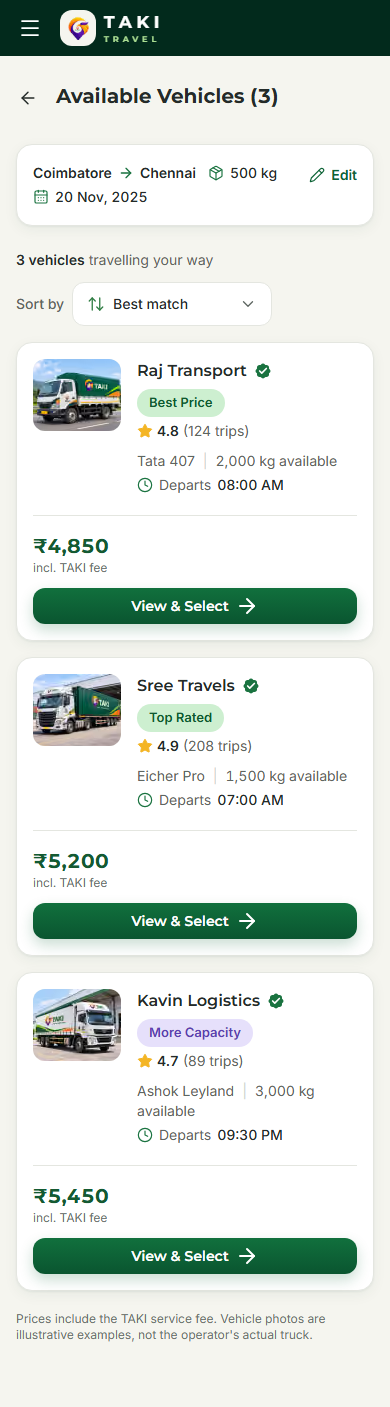 TAKI
TRAVEL
Available Vehicles (3)
Coimbatore → Chennai 500 kg
Edit
20 Nov, 2025
3 vehicles travelling your way
Sort by Best match
Raj Transport
Best Price
4.8 (124 trips)
Tata 407 | 2,000 kg available
Departs 08:00 AM
₹4,850
incl. TAKI fee
View & Select →
Sree Travels
Top Rated
4.9 (208 trips)
Eicher Pro | 1,500 kg available
Departs 07:00 AM
₹5,200
incl. TAKI fee
View & Select →
Kavin Logistics
More Capacity
4.7 (89 trips)
Ashok Leyland | 3,000 kg
available
Departs 09:30 PM
₹5,450
incl. TAKI fee
View & Select →
Prices include the TAKI service fee. Vehicle photos are
illustrative examples, not the operator's actual truck.